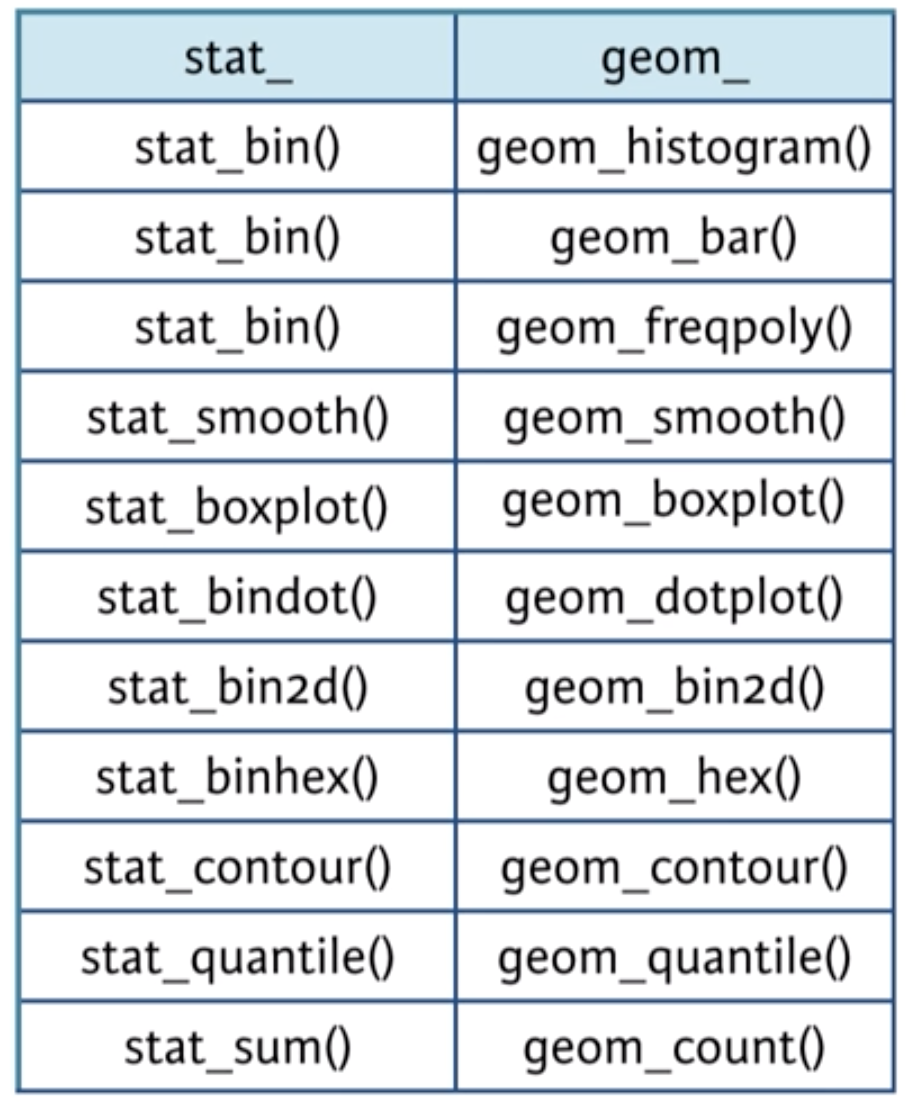 stat_ geom_
stat_bin() geom_histogram()
stat_bin() geom_bar()
stat_bin() geom_freqpoly()
stat_smooth() geom_smooth()
stat_boxplot() geom_boxplot()
stat_bindot() geom_dotplot()
stat_bin2d() geom_bin2d()
stat_binhex() geom_hex()
stat_contour() geom_contour()
stat_quantile() geom_quantile()
stat_sum() geom_count()